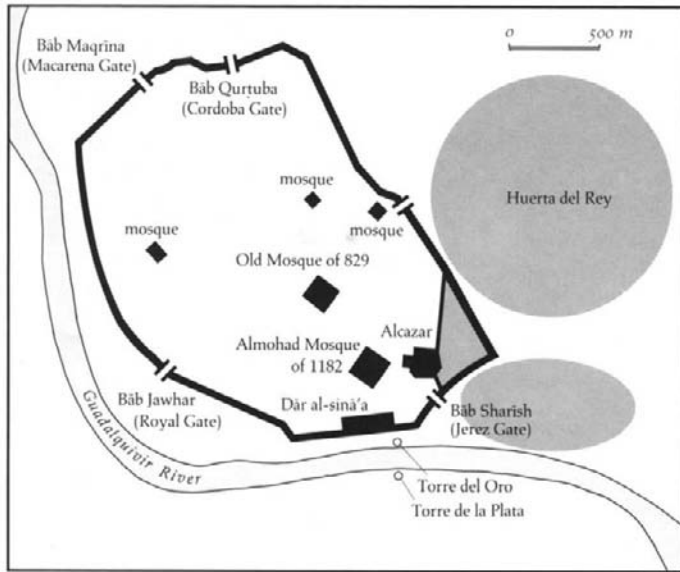 0 500 m
Bāb Maqrīna
(Macarena Gate)
Bāb Qurṭuba
(Cordoba Gate)
mosque
mosque
mosque
Huerta del Rey
Old Mosque of 829
Alcazar
Almohad Mosque
of 1182
Dār al-sinā'a
Bāb Jawhar
(Royal Gate)
Bāb Sharīsh
(Jerez Gate)
Guadalquivir River
Torre del Oro
Torre de la Plata